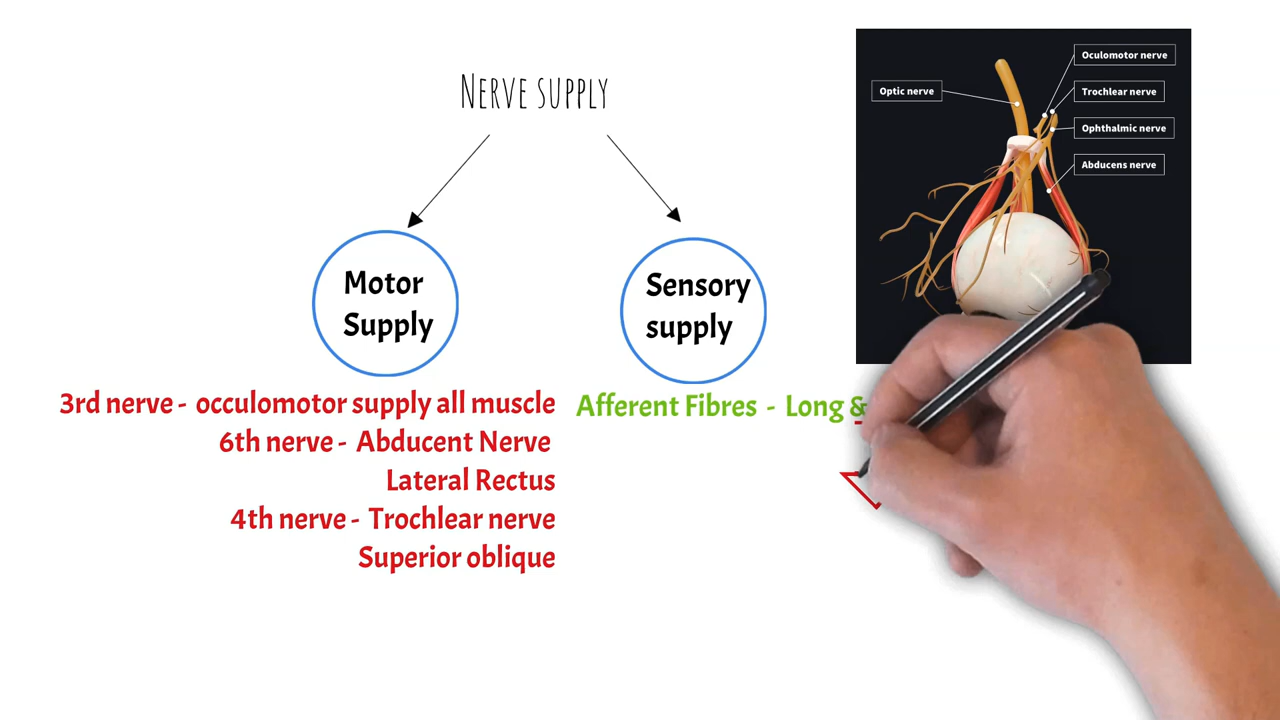 Nerve supply
Oculomotor nerve
Optic nerve
Trochlear nerve
Ophthalmic nerve
Abducens nerve
Motor
Supply
Sensory
supply
3rd nerve - occulomotor supply all muscle
6th nerve - Abducent Nerve
Lateral Rectus
4th nerve - Trochlear nerve
Superior oblique
Afferent Fibres - Long &